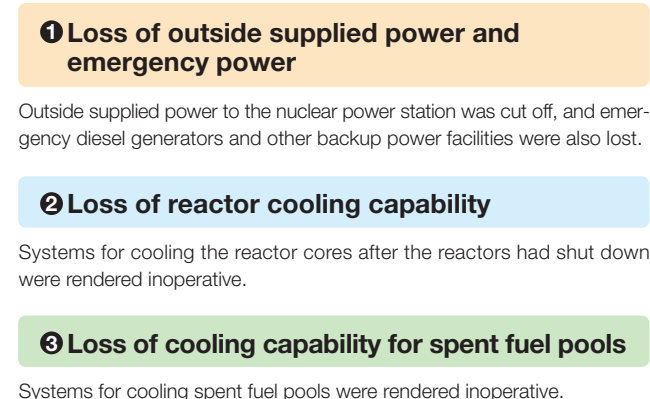 ❶ Loss of outside supplied power and
emergency power
Outside supplied power to the nuclear power station was cut off, and emer-
gency diesel generators and other backup power facilities were also lost.
❷ Loss of reactor cooling capability
Systems for cooling the reactor cores after the reactors had shut down
were rendered inoperative.
❸ Loss of cooling capability for spent fuel pools
Systems for cooling spent fuel pools were rendered inoperative.